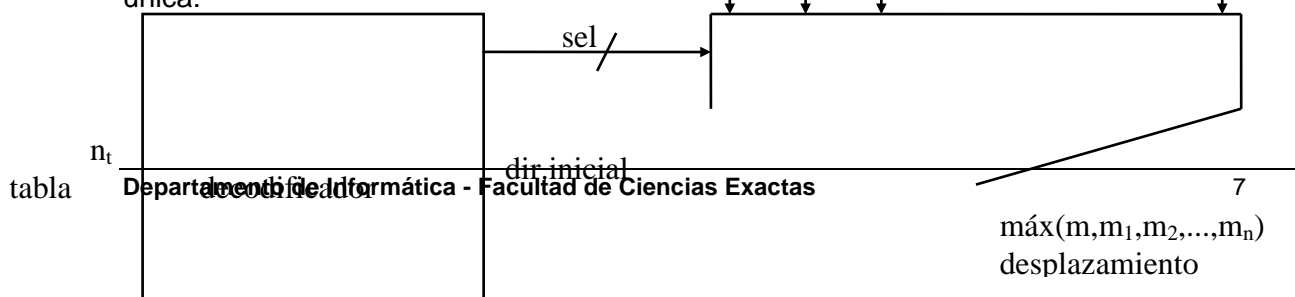 única.
sel
n_t
dir inicial
tabla
decodificador
Departamento de Informática - Facultad de Ciencias Exactas
7
máx(m,m₁,m₂,...,mₙ)
desplazamiento